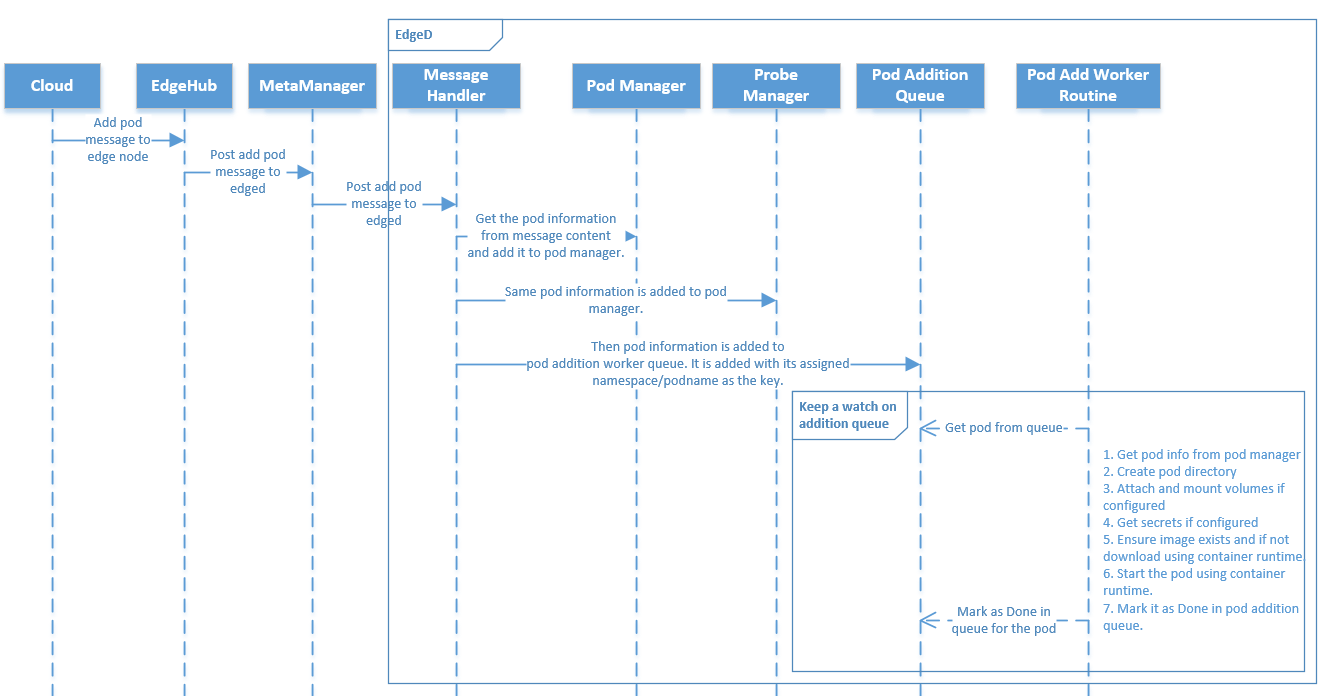 EdgeD
Cloud
EdgeHub
MetaManager
Message
Handler
Pod Manager
Probe
Manager
Pod Addition
Queue
Pod Add Worker
Routine
Add pod
message to
edge node
Post add pod
message to
edged
Post add pod
message to
edged
Get the pod information
from message content
and add it to pod manager.
Same pod information is added to pod
manager.
Then pod information is added to
pod addition worker queue. It is added with its assigned
namespace/podname as the key.
Keep a watch on
addition queue
Get pod from queue
1. Get pod info from pod manager
2. Create pod directory
3. Attach and mount volumes if
configured
4. Get secrets if configured
5. Ensure image exists and if not
download using container runtime.
6. Start the pod using container
runtime.
7. Mark it as Done in pod addition
queue.
Mark as Done in
queue for the pod